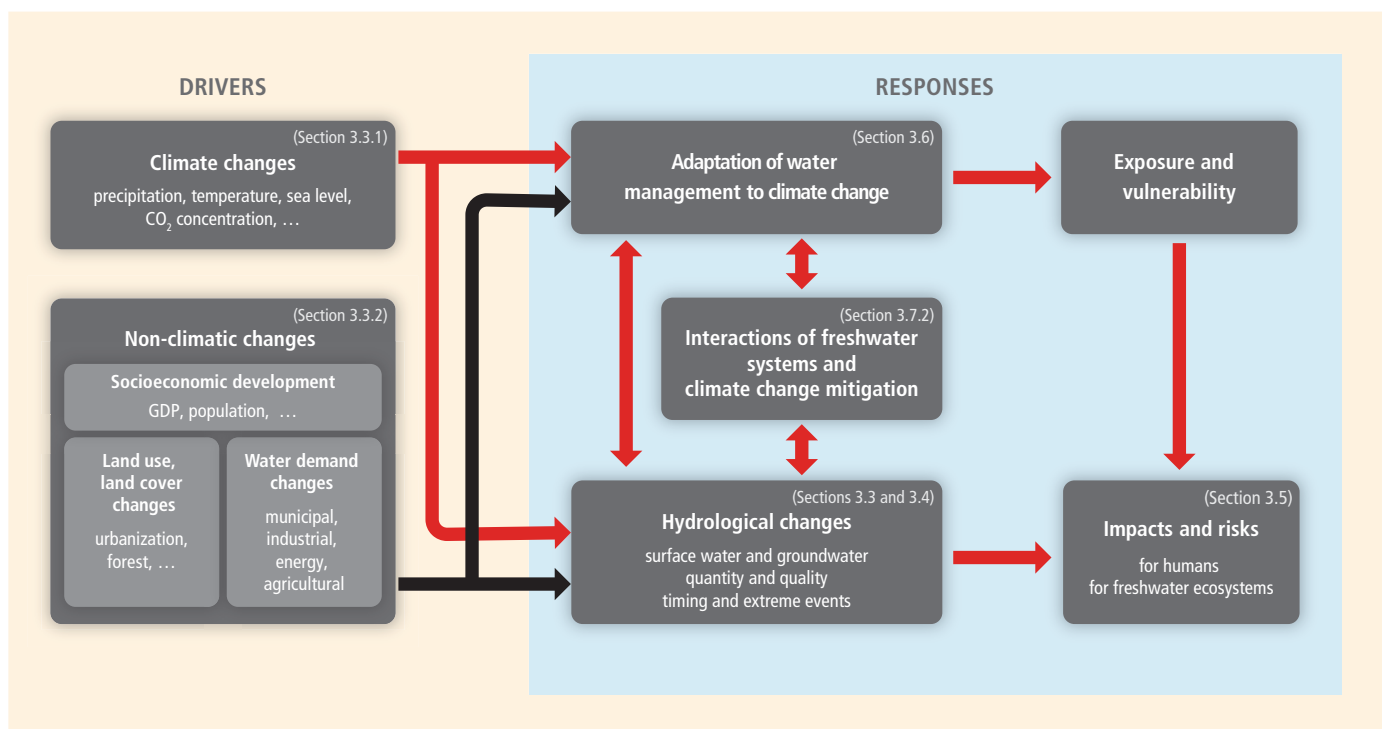 DRIVERS
(Section 3.3.1)
Climate changes
precipitation, temperature, sea level,
CO₂ concentration, …
(Section 3.3.2)
Non-climatic changes
Socioeconomic development
GDP, population, …
Land use,
land cover
changes
urbanization,
forest, …
Water demand
changes
municipal,
industrial,
energy,
agricultural
RESPONSES
(Section 3.6)
Adaptation of water
management to climate change
Exposure and
vulnerability
(Section 3.7.2)
Interactions of freshwater
systems and
climate change mitigation
(Sections 3.3 and 3.4)
Hydrological changes
surface water and groundwater
quantity and quality
timing and extreme events
(Section 3.5)
Impacts and risks
for humans
for freshwater ecosystems